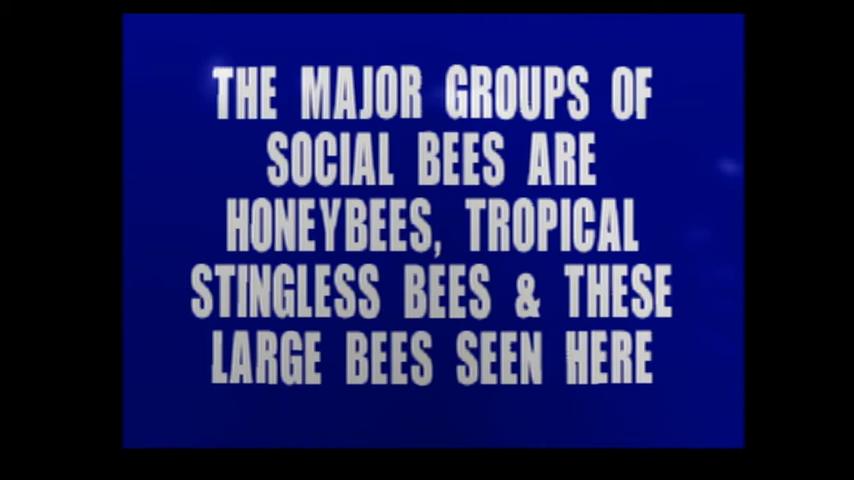 THE MAJOR GROUPS OF
SOCIAL BEES ARE
HONEYBEES, TROPICAL
STINGLESS BEES & THESE
LARGE BEES SEEN HERE